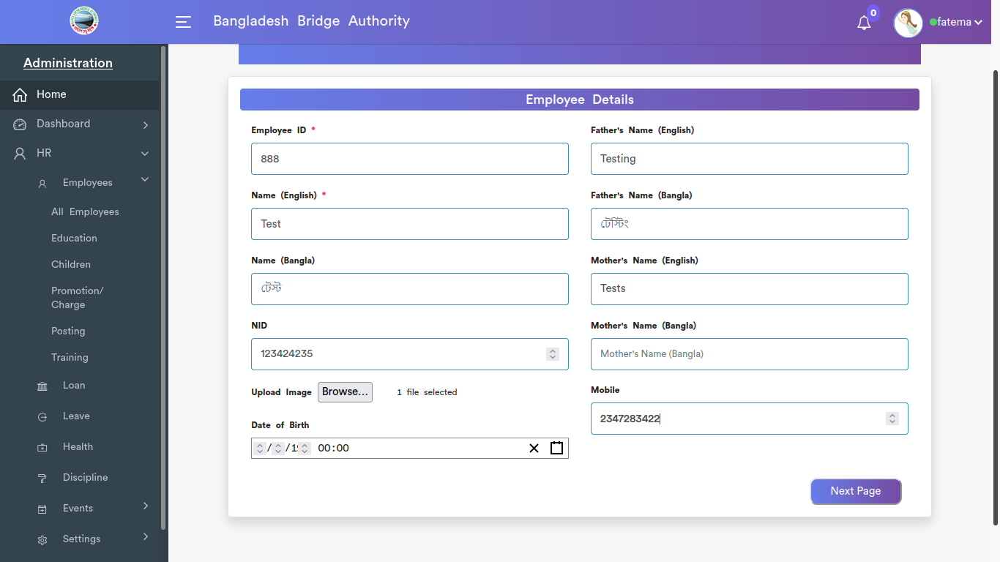 Bangladesh Bridge Authority
0
fatema
Administration
Home
Dashboard
HR
Employees
All Employees
Education
Children
Promotion/
Charge
Posting
Training
Loan
Leave
Health
Discipline
Events
Settings
Employee Details
Employee ID *
888
Name (English) *
Test
Name (Bangla)
টেস্ট
NID
123424235
Upload Image Browse... 1 file selected
Date of Birth
/ / 00:00
Father's Name (English)
Testing
Father's Name (Bangla)
টেস্টিং
Mother's Name (English)
Tests
Mother's Name (Bangla)
Mother's Name (Bangla)
Mobile
2347283422
Next Page